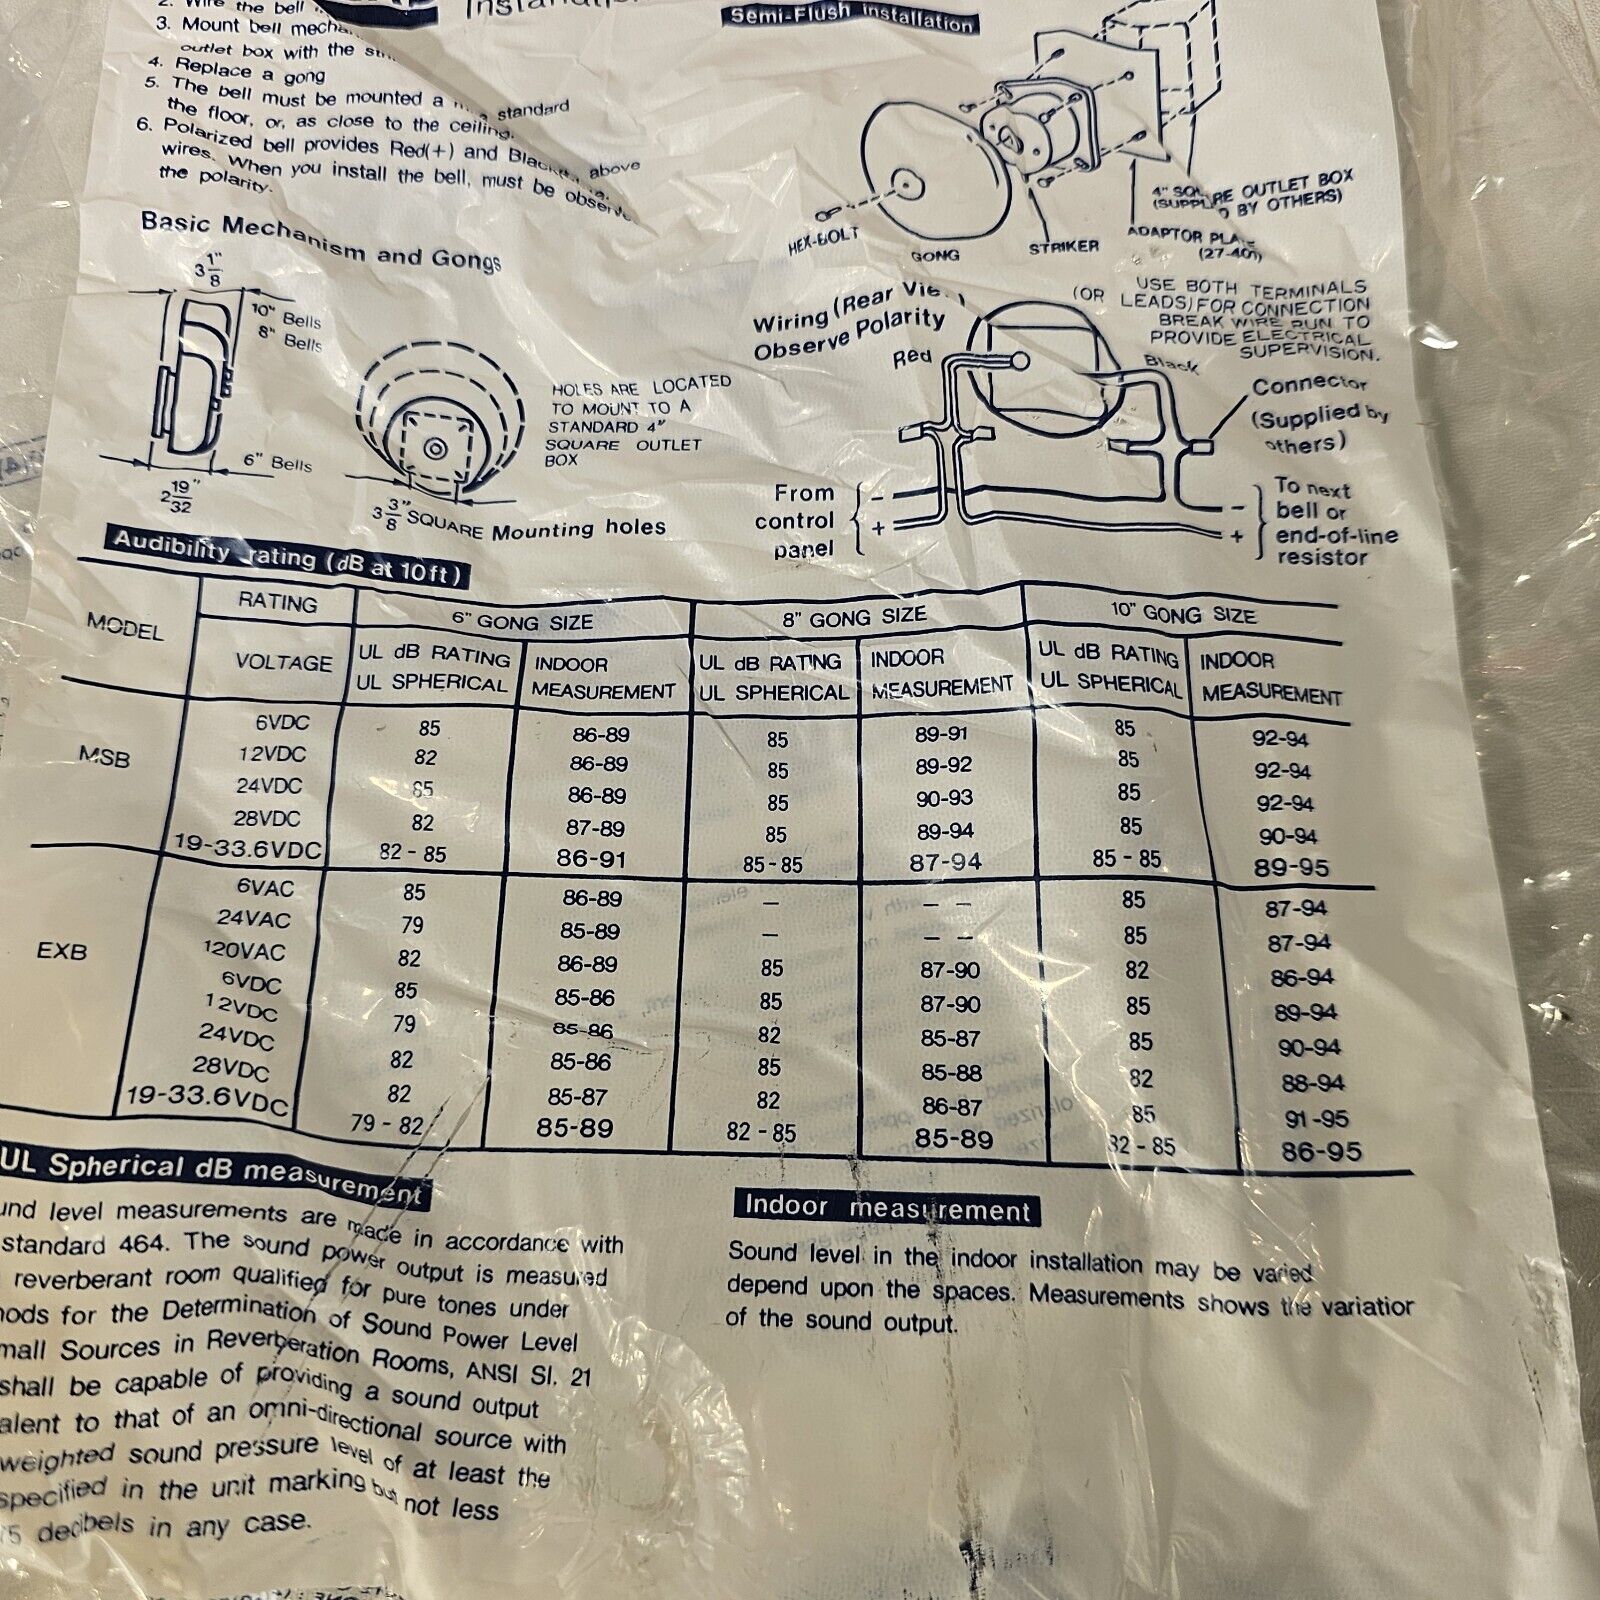 2. Wire the bell
3. Mount bell
outlet box with the
4. Replace a gong
5. The bell must be mounted a standard
the floor, or, as close to the ceiling.
6. Polarized bell provides Red(+) and above
wires. When you install the bell, must be
the polarity.
Semi-Flush Installation
HEX-BOLT
GONG
STRIKER
4" OUTLET BOX
BY OTHERS)
ADAPTOR
Basic Mechanism and Gongs
3 1/8"
10" Bells
8" Bells
6" Bells
2 19/32"
HOLES ARE LOCATED
TO MOUNT TO A
STANDARD 4"
SQUARE OUTLET
BOX
3 3/8" SQUARE Mounting holes
Wiring (Rear
Observe Polarity
(OR USE BOTH TERMINALS
LEADS) FOR CONNECTION
BREAK WIRE RUN TO
PROVIDE ELECTRICAL
SUPERVISION.
Red
Black
Connector
(Supplied by
others)
From
control
panel
-
+
-
+
To next
bell or
end-of-line
resistor
Audibility rating (dB at 10ft)
MODEL RATING 6" GONG SIZE 8" GONG SIZE 10" GONG SIZE
VOLTAGE UL dB RATING INDOOR UL dB RATING INDOOR UL dB RATING INDOOR
UL SPHERICAL MEASUREMENT UL SPHERICAL MEASUREMENT UL SPHERICAL MEASUREMENT
MSB
6VDC 85 86-89 85 89-91 85 92-94
12VDC 82 86-89 85 89-92 85 92-94
24VDC 85 86-89 85 90-93 85 92-94
28VDC 82 87-89 85 89-94 85 90-94
19-33.6VDC 82-85 86-91 85-85 87-94 85-85 89-95
EXB
6VAC 85 86-89 — — — 85 87-94
24VAC 79 85-89 — — — 85 87-94
120VAC 82 86-89 85 87-90 82 86-94
6VDC 85 85-86 85 87-90 85 89-94
12VDC 79 85-86 82 85-87 85 90-94
24VDC 82 85-86 85 85-88 82 88-94
28VDC 82 85-87 82 86-87 85 91-95
19-33.6VDC 79-82 85-89 82-85 85-89 82-85 86-95
UL Spherical dB measurement
level measurements are made in accordance with
standard 464. The sound power output is measured
reverberant room qualified for pure tones under
for the Determination of Sound Power Level
Sources in Reverberation Rooms, ANSI SI. 21
shall be capable of providing a sound output
to that of an omni-directional source with
weighted sound pressure level of at least the
specified in the unit marking but not less
decibels in any case.
Indoor measurement
Sound level in the indoor installation may be varied
depend upon the spaces. Measurements shows the
of the sound output.